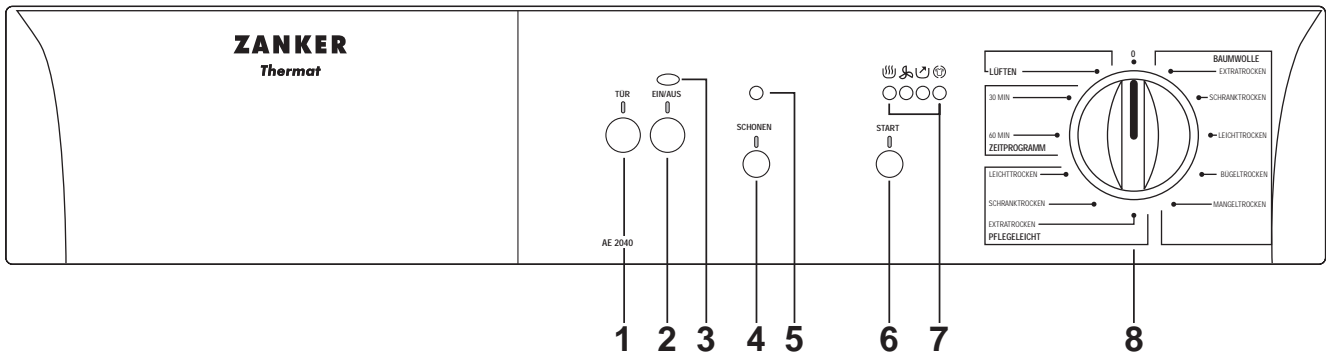 ZANKER
Thermat
TÜR
EIN/AUS
SCHONEN
START
AE 2040
LÜFTEN
30 MIN
60 MIN
ZEITPROGRAMM
LEICHTTROCKEN
SCHRANKTROCKEN
EXTRATROCKEN
PFLEGELEICHT
0
BAUMWOLLE
EXTRATROCKEN
SCHRANKTROCKEN
LEICHTTROCKEN
BÜGELTROCKEN
MANGELTROCKEN
1 2 3 4 5 6 7 8